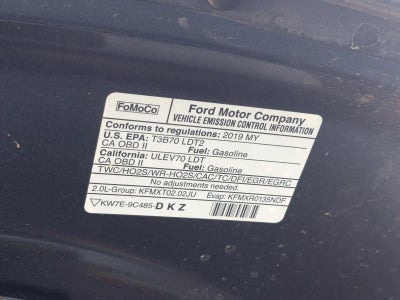 FoMoCo
Ford Motor Company
VEHICLE EMISSION CONTROL INFORMATION
Conforms to regulations: 2019 MY
U.S. EPA: T3B70 LDT2
CA OBD II Fuel: Gasoline
California: ULEV70 LDT
CA OBD II Fuel: Gasoline
TWC/HO2S/WR-HO2S/CAC/TC/DFI/EGR/EGRC
No adjustments needed.
2.0L-Group: KFMXT02.02JU Evap: KFMXR0135NDF
KW7E-9C485-DKZ